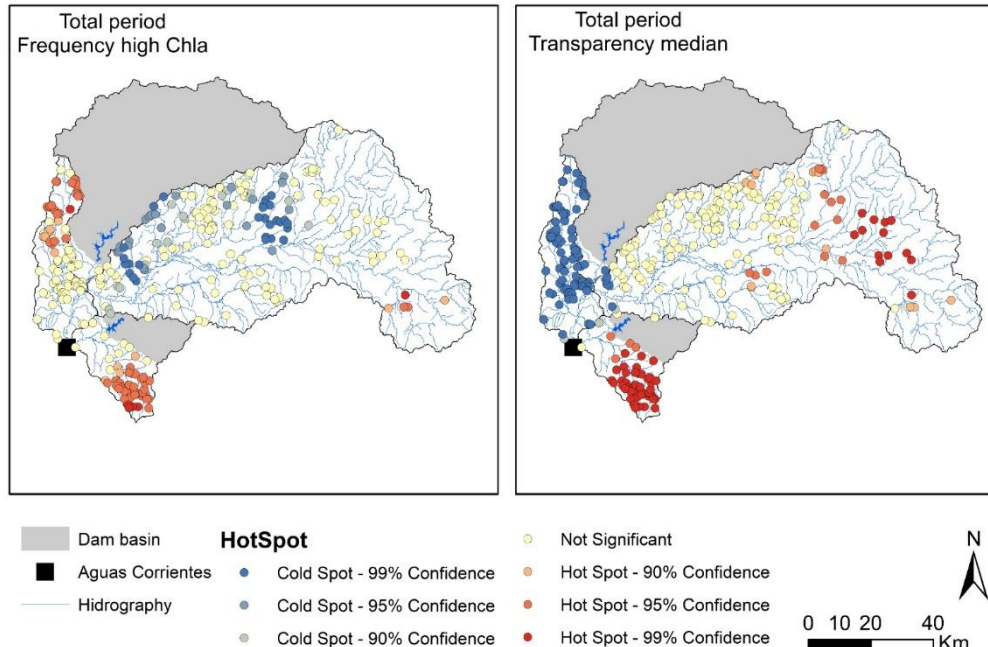 Total period
Frequency high Chla
Total period
Transparency median
Dam basin
Aguas Corrientes
Hidrography
HotSpot
Cold Spot - 99% Confidence
Cold Spot - 95% Confidence
Cold Spot - 90% Confidence
Not Significant
Hot Spot - 90% Confidence
Hot Spot - 95% Confidence
Hot Spot - 99% Confidence
N
0 10 20 40
Km